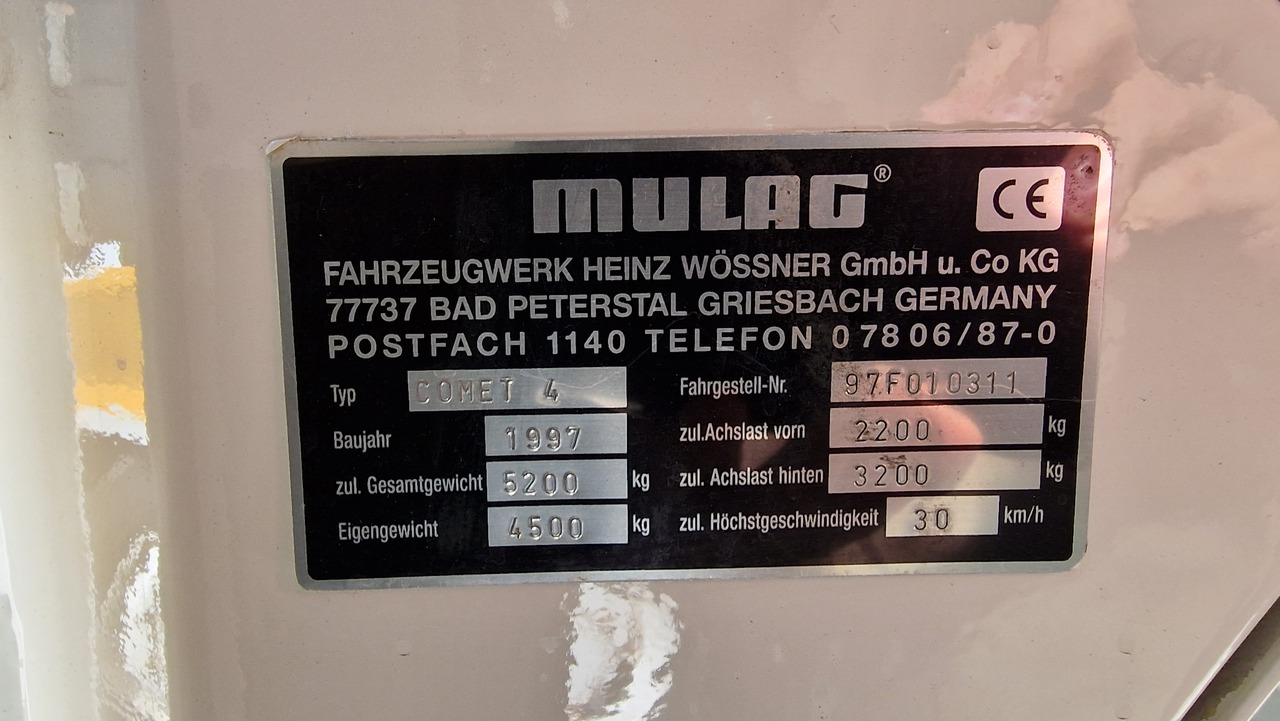 MULAG®
CE
FAHRZEUGWERK HEINZ WÖSSNER GmbH u. Co KG
77737 BAD PETERSTAL GRIESBACH GERMANY
POSTFACH 1140 TELEFON 0 78 06/87-0
Typ COMET 4 Fahrgestell-Nr. 97F010311
Baujahr 1997 zul.Achslast vorn 2200 kg
zul. Gesamtgewicht 5200 kg zul. Achslast hinten 3200 kg
Eigengewicht 4500 kg zul. Höchstgeschwindigkeit 30 km/h